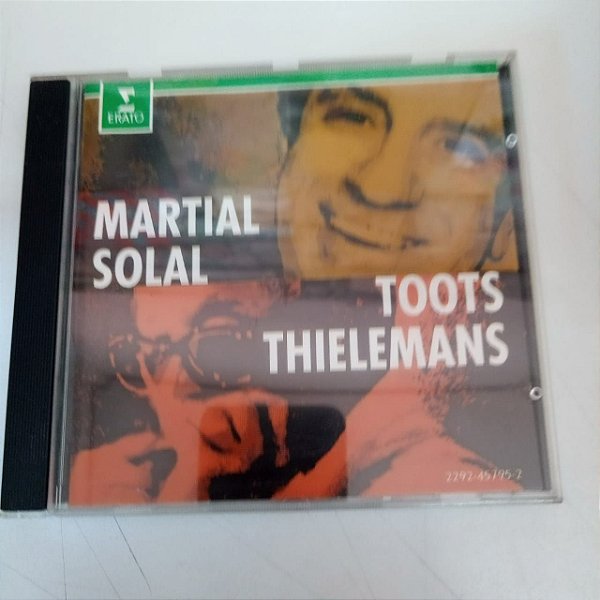 ERATO
MARTIAL
SOLAL
TOOTS
THIELEMANS
2292-45795-2